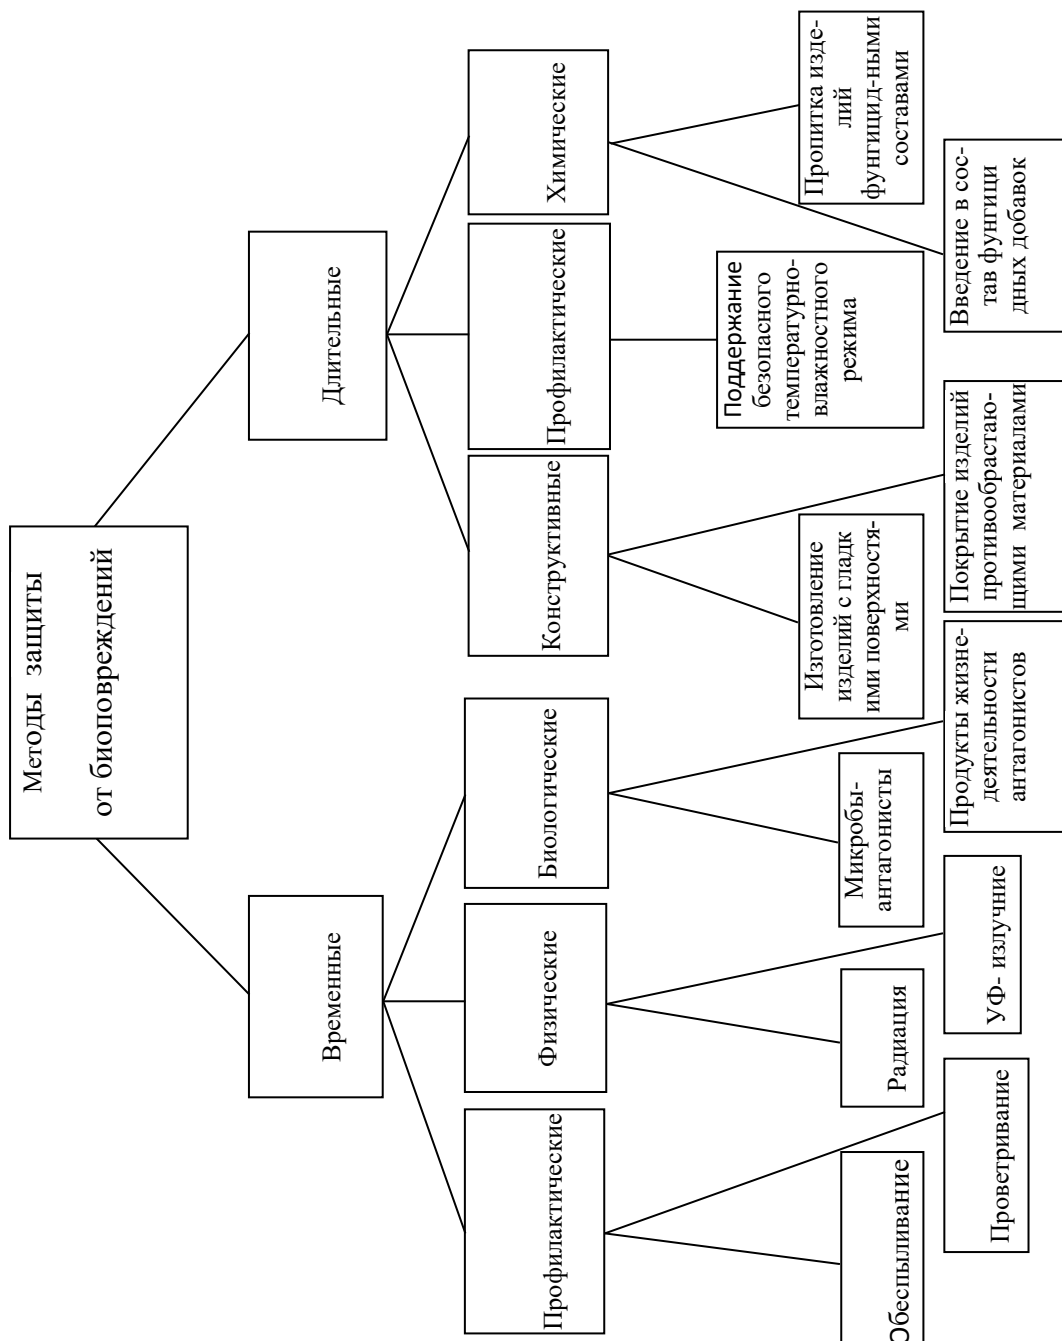 Методы защиты
от биоповреждений
Временные
Длительные
Профилактические
Физические
Биологические
Конструктивные
Профилактические
Химические
Обеспыливание
Проветривание
Радиация
УФ- излучние
Микробы-
антагонисты
Продукты жизне-
деятельности
антагонистов
Изготовление
изделий с гладк
ими поверхностя-
ми
Покрытие изделий
противообрастаю-
щими материалами
Поддержание
безопасного
температурно-
влажностного
режима
Пропитка изде-
лий
фунгицид-ными
составами
Введение в сос-
тав фунгици
дных добавок